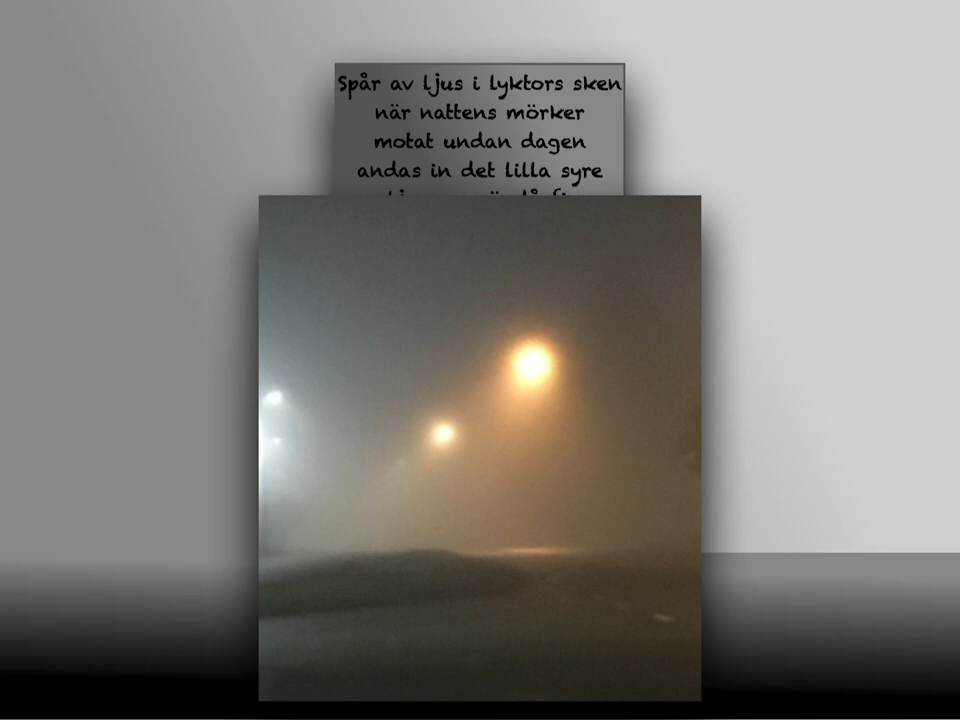 Spår av ljus i lyktors sken
när nattens mörker
motat undan dagen
andas in det lilla syre